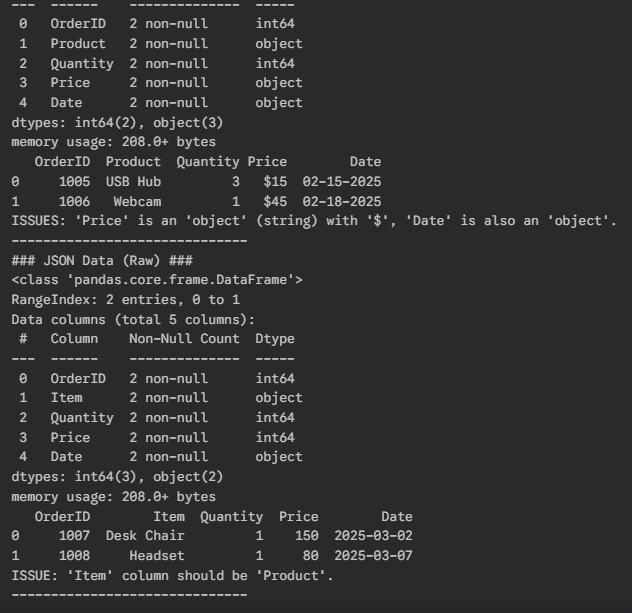 ---  ------     --------------  -----
 0   OrderID   2 non-null      int64
 1   Product   2 non-null      object
 2   Quantity  2 non-null      int64
 3   Price     2 non-null      object
 4   Date      2 non-null      object
dtypes: int64(2), object(3)
memory usage: 208.0+ bytes
   OrderID  Product  Quantity Price        Date
0     1005  USB Hub         3   $15  02-15-2025
1     1006   Webcam         1   $45  02-18-2025
ISSUES: 'Price' is an 'object' (string) with '$', 'Date' is also an 'object'.
------------------------------
### JSON Data (Raw) ###
<class 'pandas.core.frame.DataFrame'>
RangeIndex: 2 entries, 0 to 1
Data columns (total 5 columns):
 #   Column    Non-Null Count  Dtype
---  ------    --------------  -----
 0   OrderID   2 non-null      int64
 1   Item      2 non-null      object
 2   Quantity  2 non-null      int64
 3   Price     2 non-null      int64
 4   Date      2 non-null      object
dtypes: int64(3), object(2)
memory usage: 208.0+ bytes
   OrderID        Item  Quantity  Price        Date
0     1007  Desk Chair         1    150  2025-03-02
1     1008     Headset         1     80  2025-03-07
ISSUE: 'Item' column should be 'Product'.
------------------------------